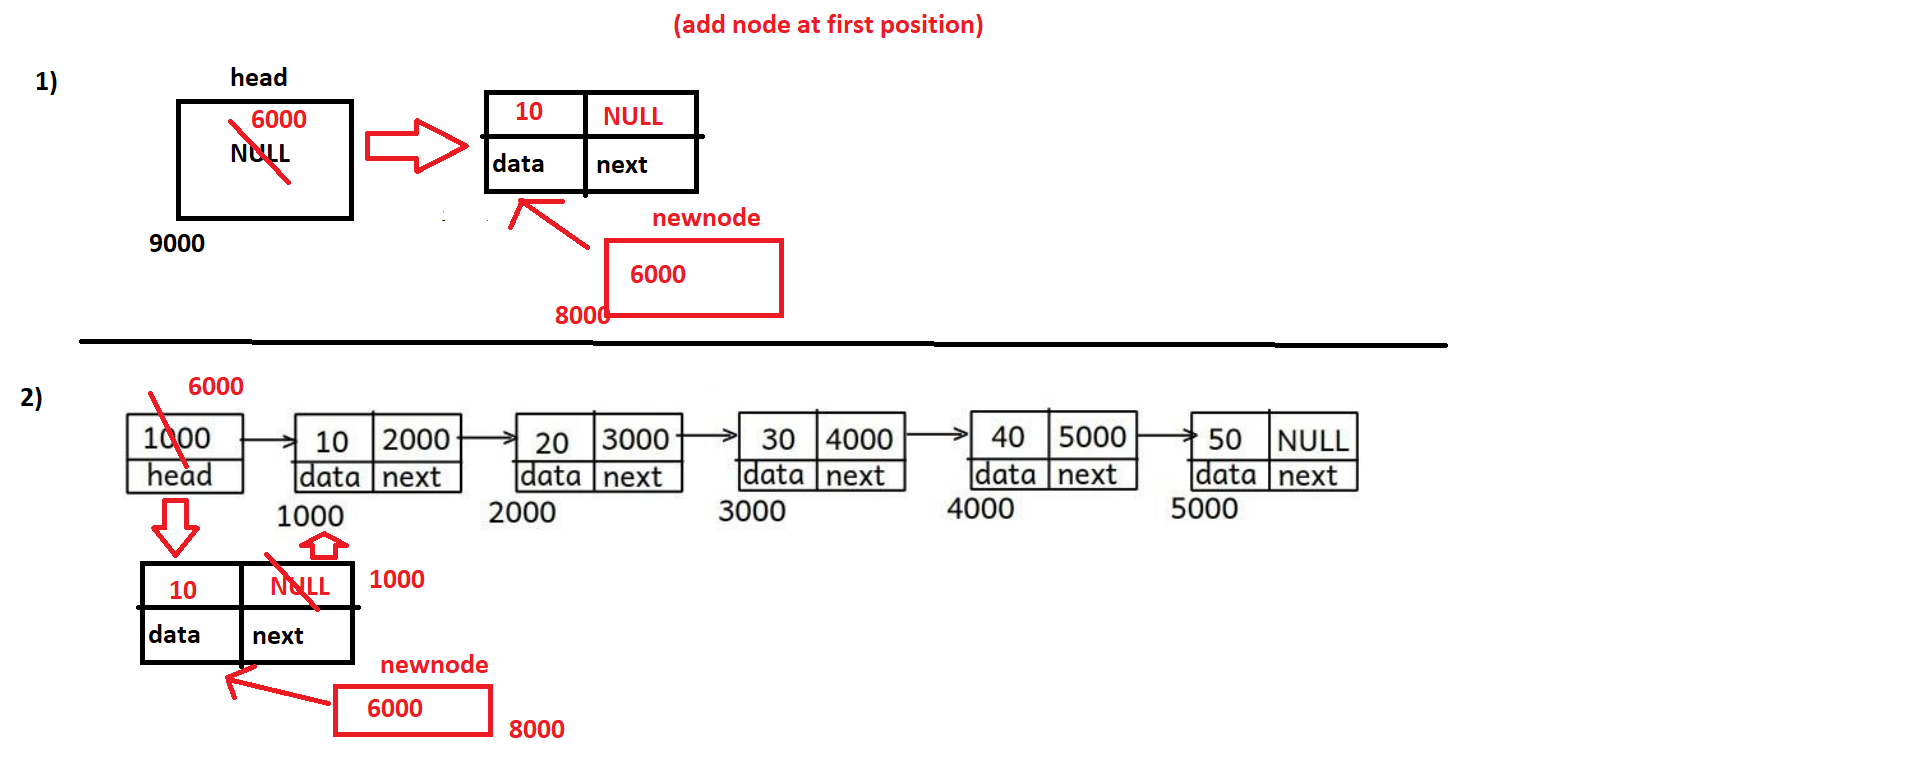 (add node at first position)
1)
head
6000
NULL
9000
10 NULL
data next
newnode
6000
8000
2)
6000
1000
head
10 2000
data next
1000
20 3000
data next
2000
30 4000
data next
3000
40 5000
data next
4000
50 NULL
data next
5000
10 NULL 1000
data next
newnode
6000
8000